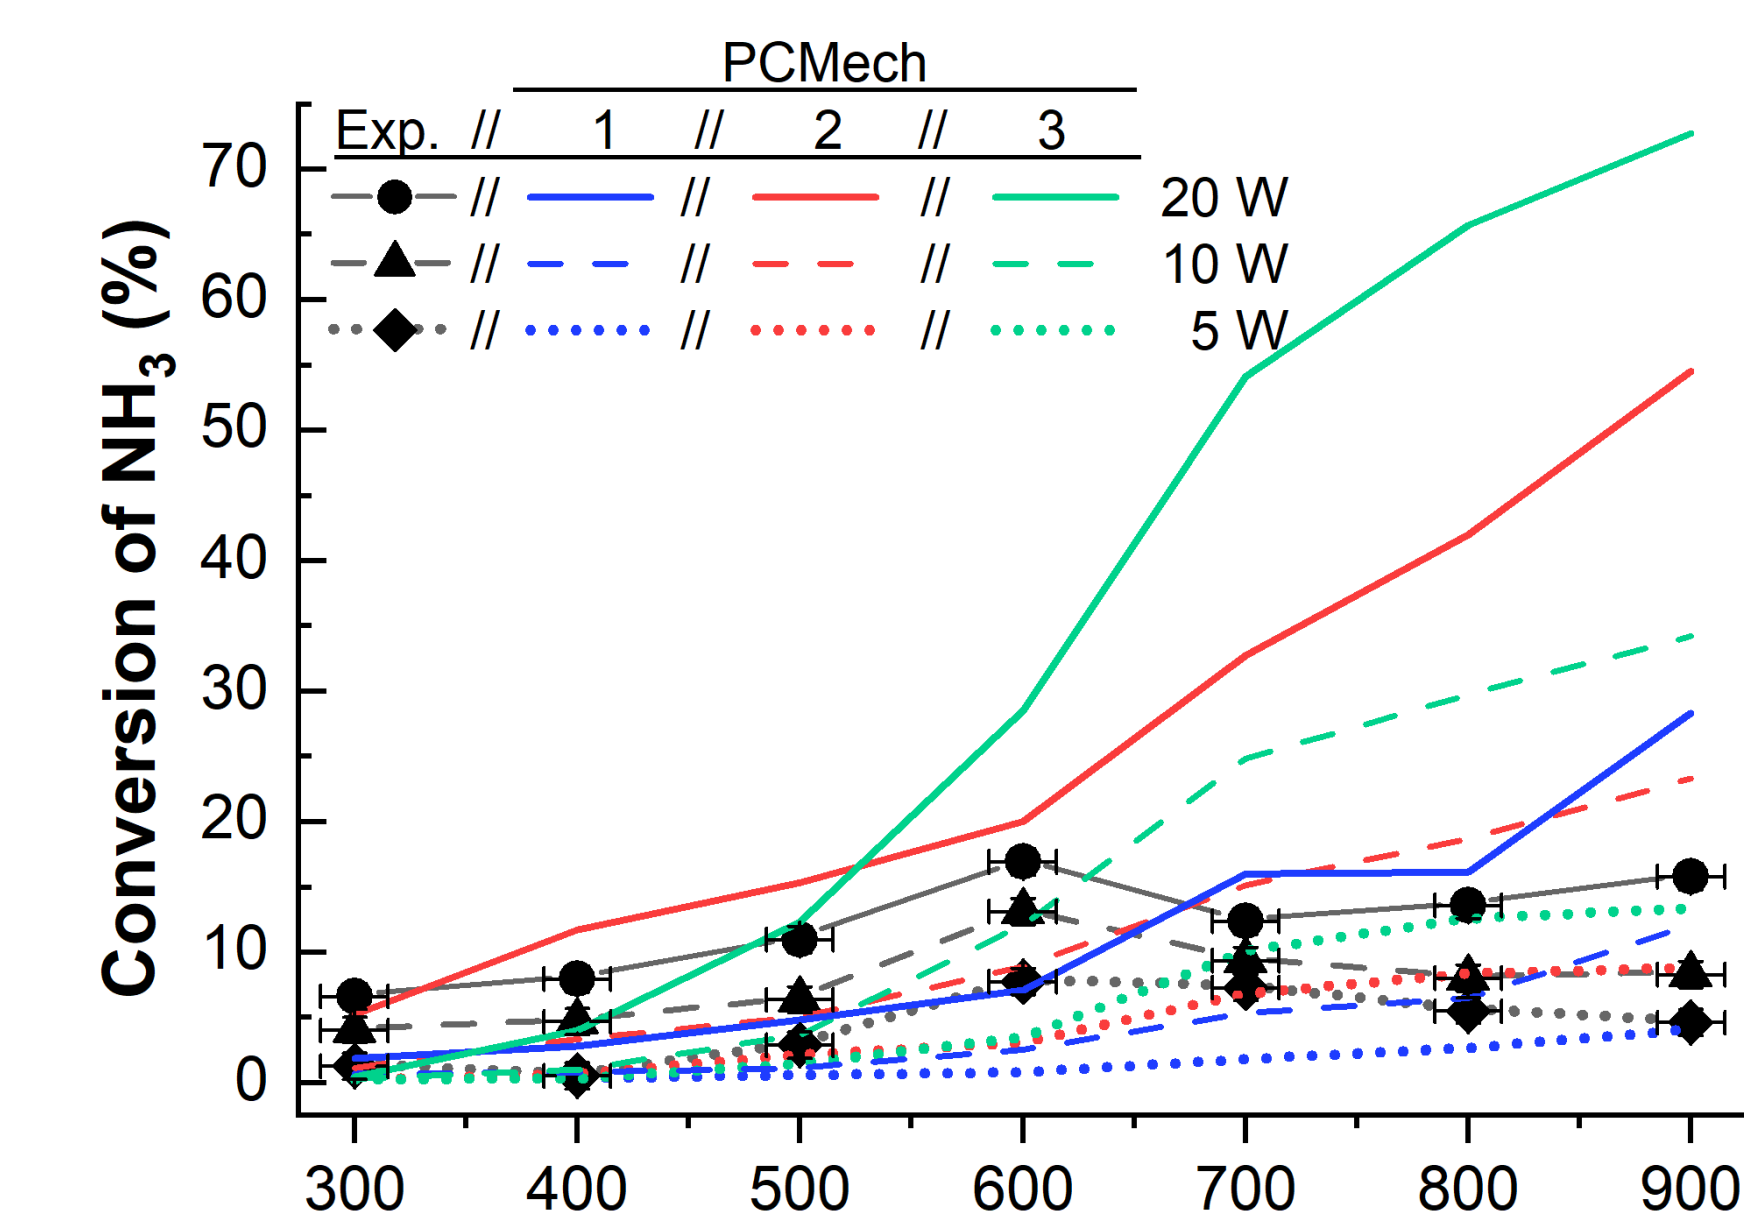 PCMech
Exp. // 1 // 2 // 3
// // // 20 W
// // // 10 W
// // // 5 W
Conversion of NH₃ (%)
70
60
50
40
30
20
10
0
300 400 500 600 700 800 900